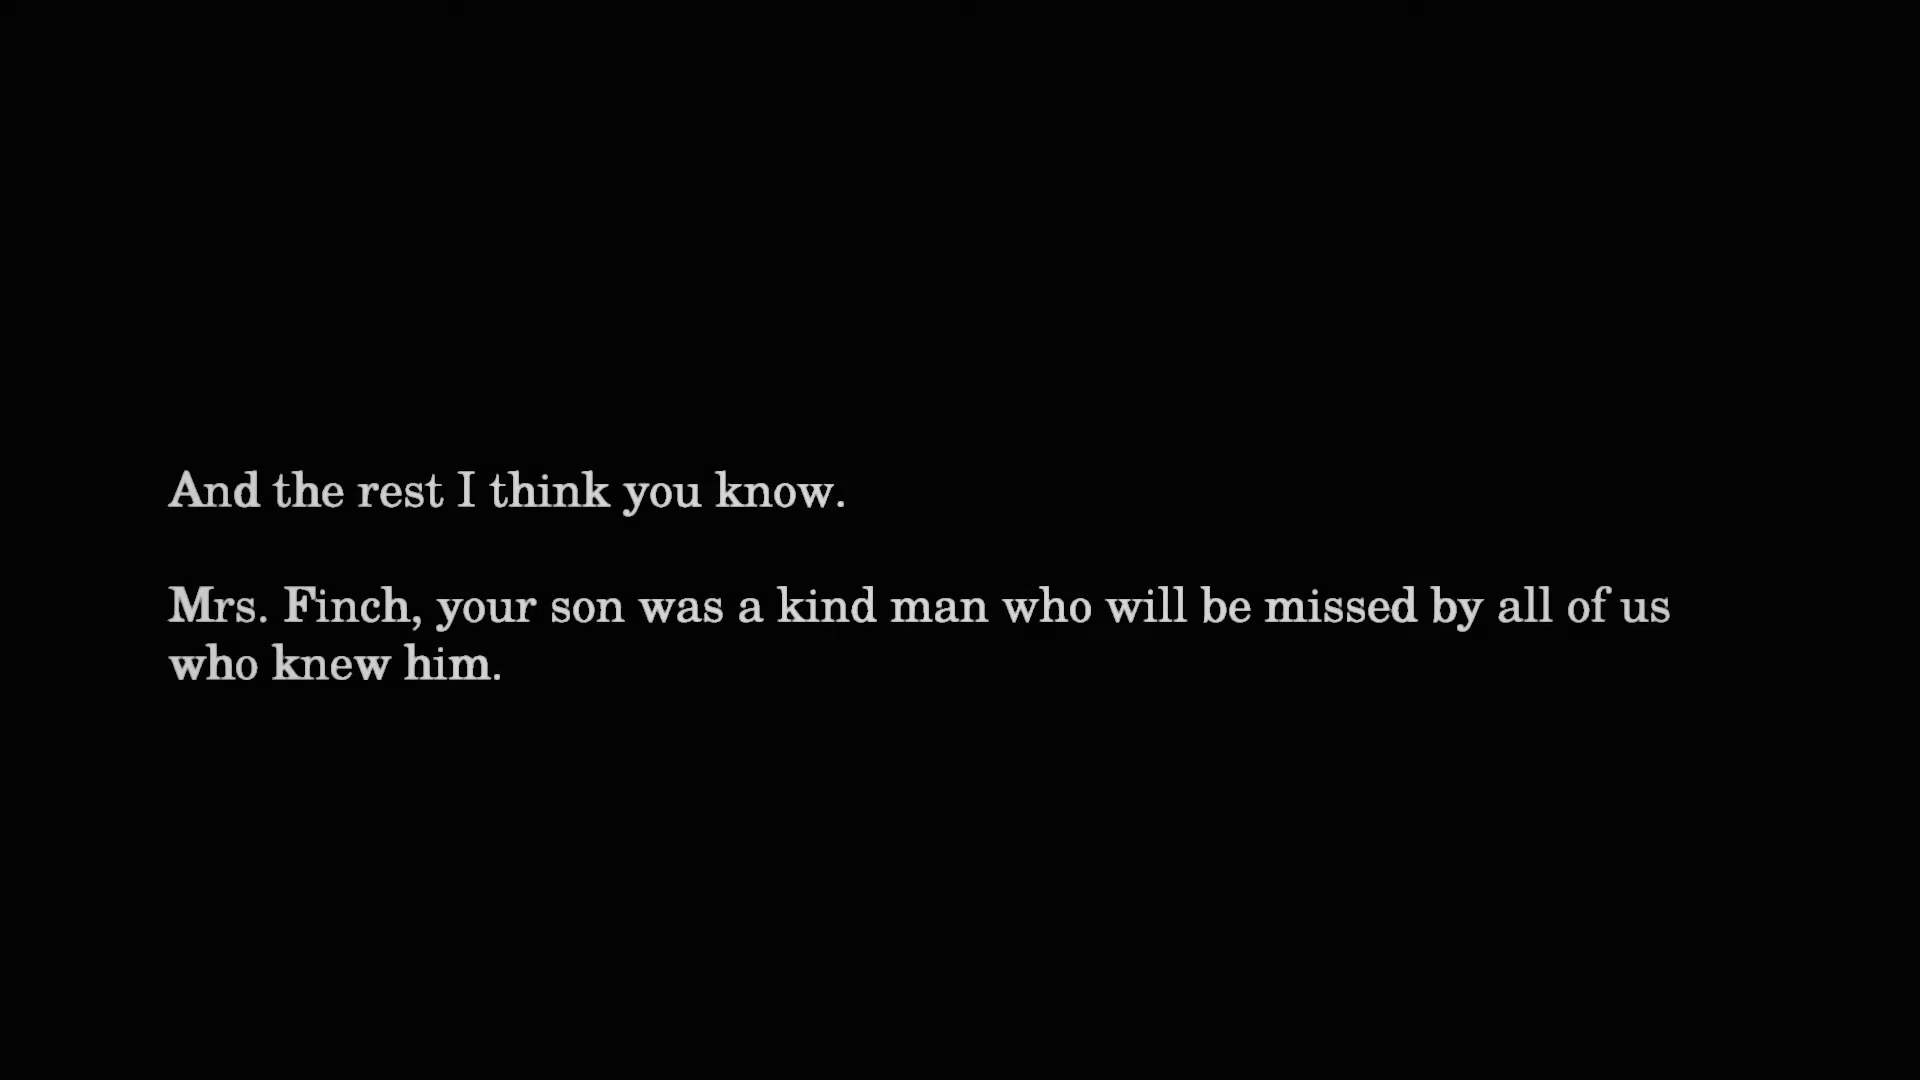 And the rest I think you know.
Mrs. Finch, your son was a kind man who will be missed by all of us
who knew him.